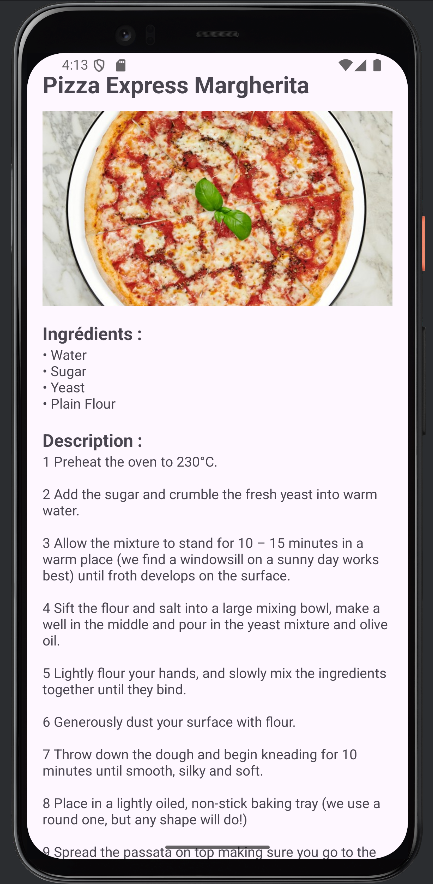 4:13
Pizza Express Margherita
Ingrédients :
• Water
• Sugar
• Yeast
• Plain Flour
Description :
1 Preheat the oven to 230°C.
2 Add the sugar and crumble the fresh yeast into warm
water.
3 Allow the mixture to stand for 10 – 15 minutes in a
warm place (we find a windowsill on a sunny day works
best) until froth develops on the surface.
4 Sift the flour and salt into a large mixing bowl, make a
well in the middle and pour in the yeast mixture and olive
oil.
5 Lightly flour your hands, and slowly mix the ingredients
together until they bind.
6 Generously dust your surface with flour.
7 Throw down the dough and begin kneading for 10
minutes until smooth, silky and soft.
8 Place in a lightly oiled, non-stick baking tray (we use a
round one, but any shape will do!)
9 Spread the passata on top making sure you go to the